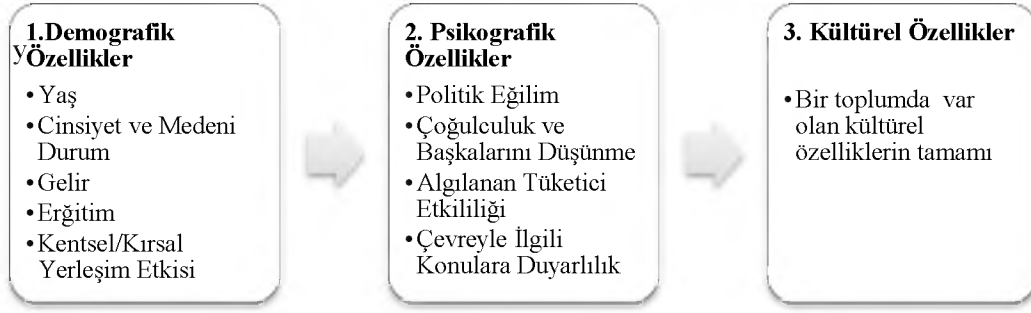 1.Demografik
yÖzellikler
•Yaş
•Cinsiyet ve Medeni
Durum
•Gelir
•Erğitim
•Kentsel/Kırsal
Yerleşim Etkisi
2. Psikografik
Özellikler
•Politik Eğilim
•Çoğulculuk ve
Başkalarını Düşünme
•Algılanan Tüketici
Etkililiği
•Çevreyle İlgili
Konulara Duyarlılık
3. Kültürel Özellikler
•Bir toplumda var
olan kültürel
özelliklerin tamamı